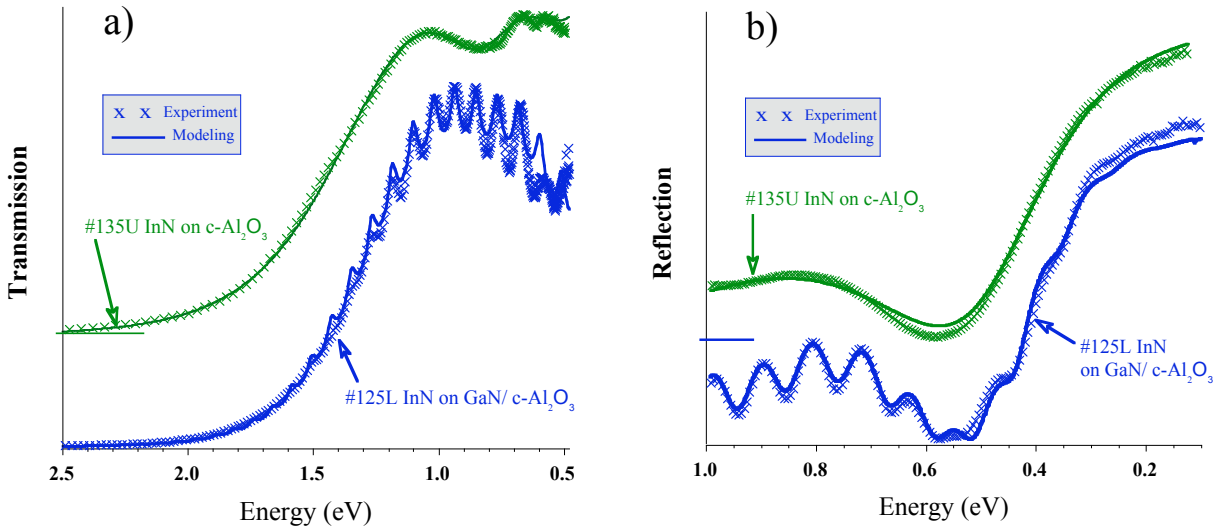 a)
Transmission
× × Experiment
Modeling
#135U InN on c-Al₂O₃
#125L InN on GaN/ c-Al₂O₃
2.5 2.0 1.5 1.0 0.5
Energy (eV)
b)
Reflection
× × Experiment
Modeling
#135U InN on c-Al₂O₃
#125L InN
on GaN/ c-Al₂O₃
1.0 0.8 0.6 0.4 0.2
Energy (eV)